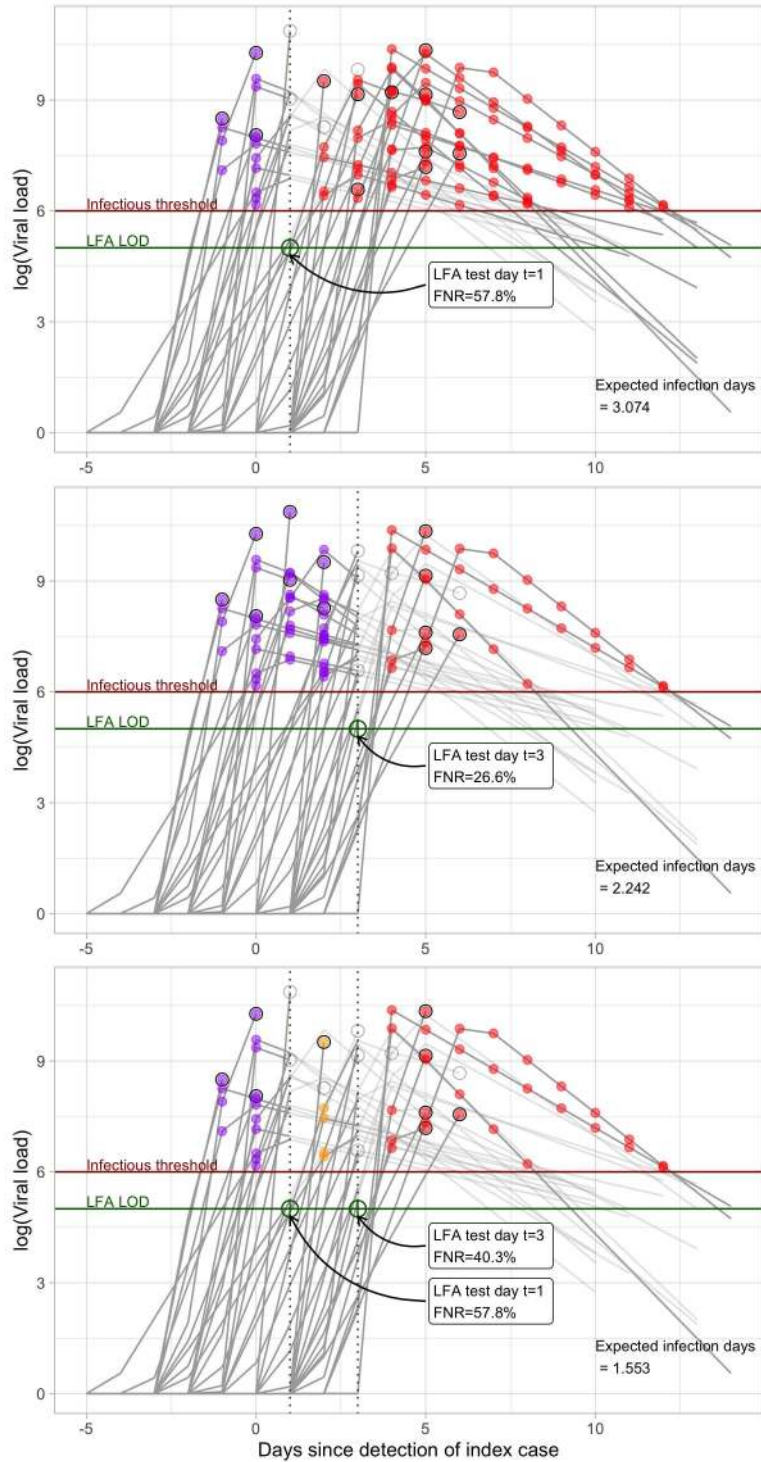 9
6
3
0
log(Viral load)
Infectious threshold
LFA LOD
LFA test day t=1
FNR=57.8%
Expected infection days
= 3.074
-5
0
5
10
9
6
3
0
log(Viral load)
Infectious threshold
LFA LOD
LFA test day t=3
FNR=26.6%
Expected infection days
= 2.242
-5
0
5
10
9
6
3
0
log(Viral load)
Infectious threshold
LFA LOD
LFA test day t=3
FNR=40.3%
LFA test day t=1
FNR=57.8%
Expected infection days
= 1.553
-5
0
5
10
Days since detection of index case